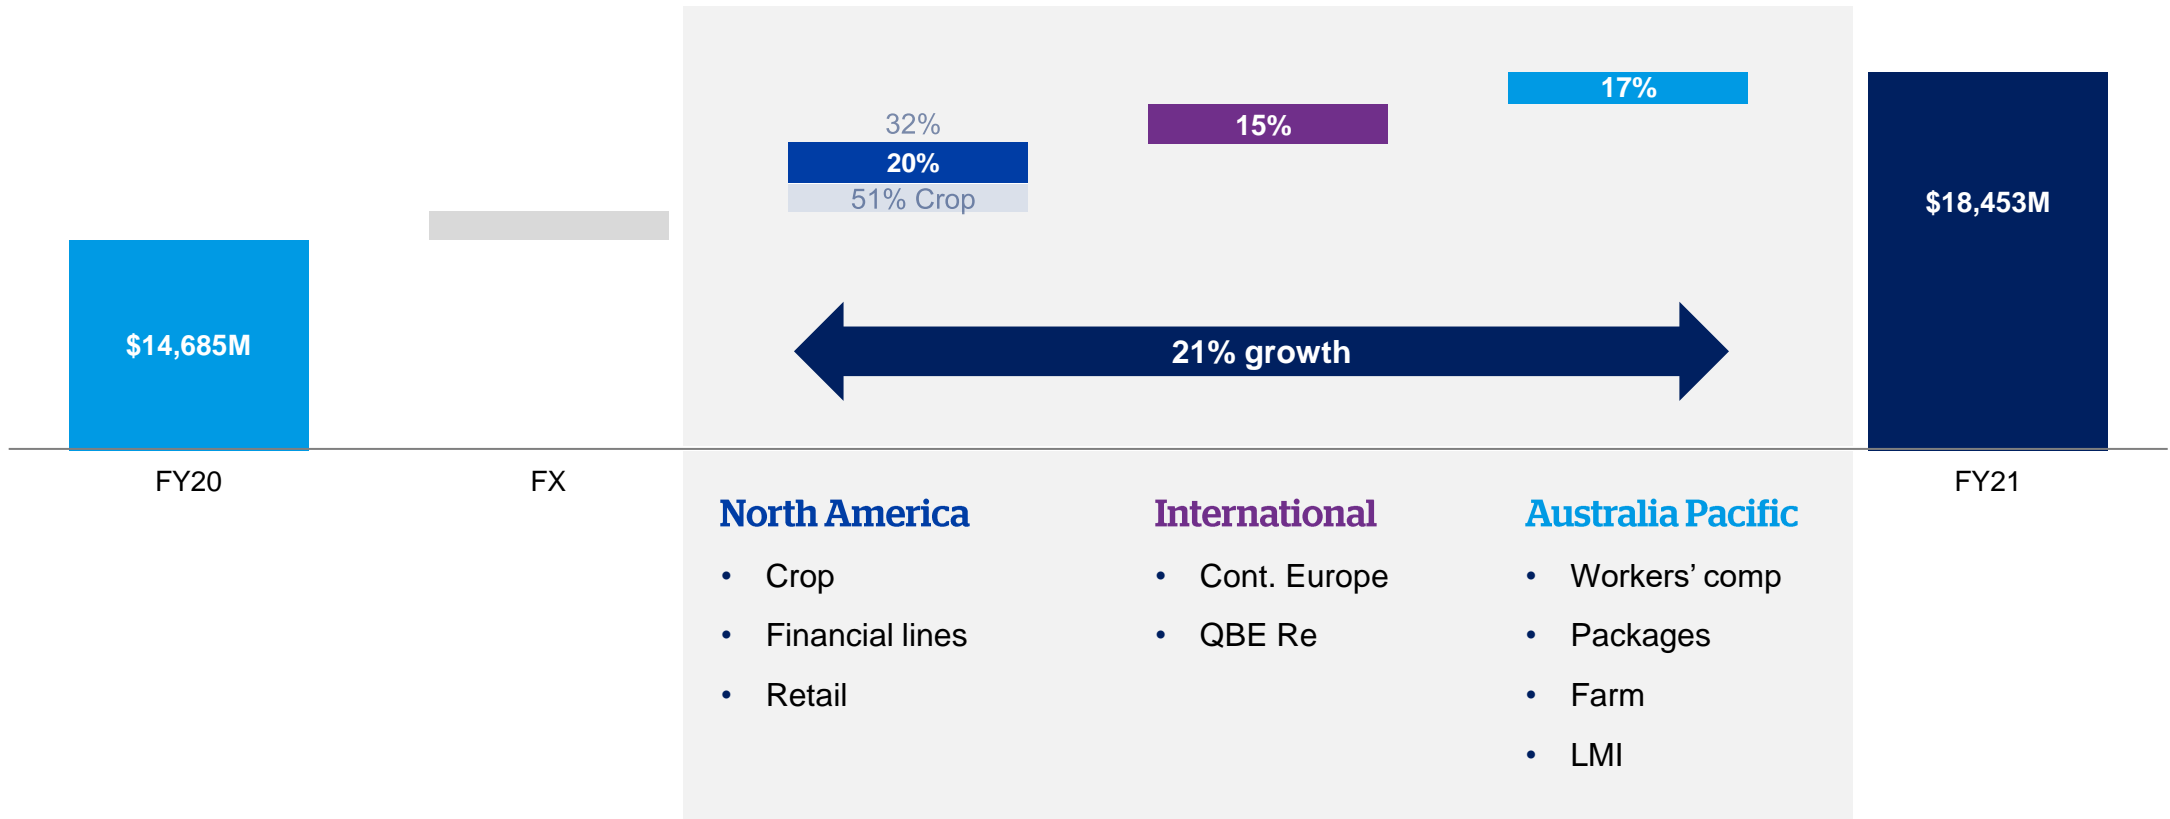 17%
32%
15%
20%
51% Crop
$18,453M
$14,685M
21% growth
FY20
FX
FY21
North America
• Crop
• Financial lines
• Retail
International
• Cont. Europe
• QBE Re
Australia Pacific
• Workers’ comp
• Packages
• Farm
• LMI